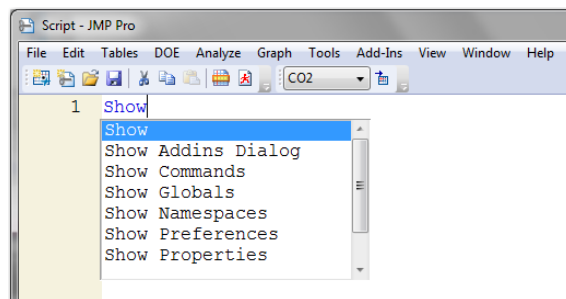 Script - JMP Pro
File Edit Tables DOE Analyze Graph Tools Add-Ins View Window Help
CO2
1 Show
Show
Show Addins Dialog
Show Commands
Show Globals
Show Namespaces
Show Preferences
Show Properties